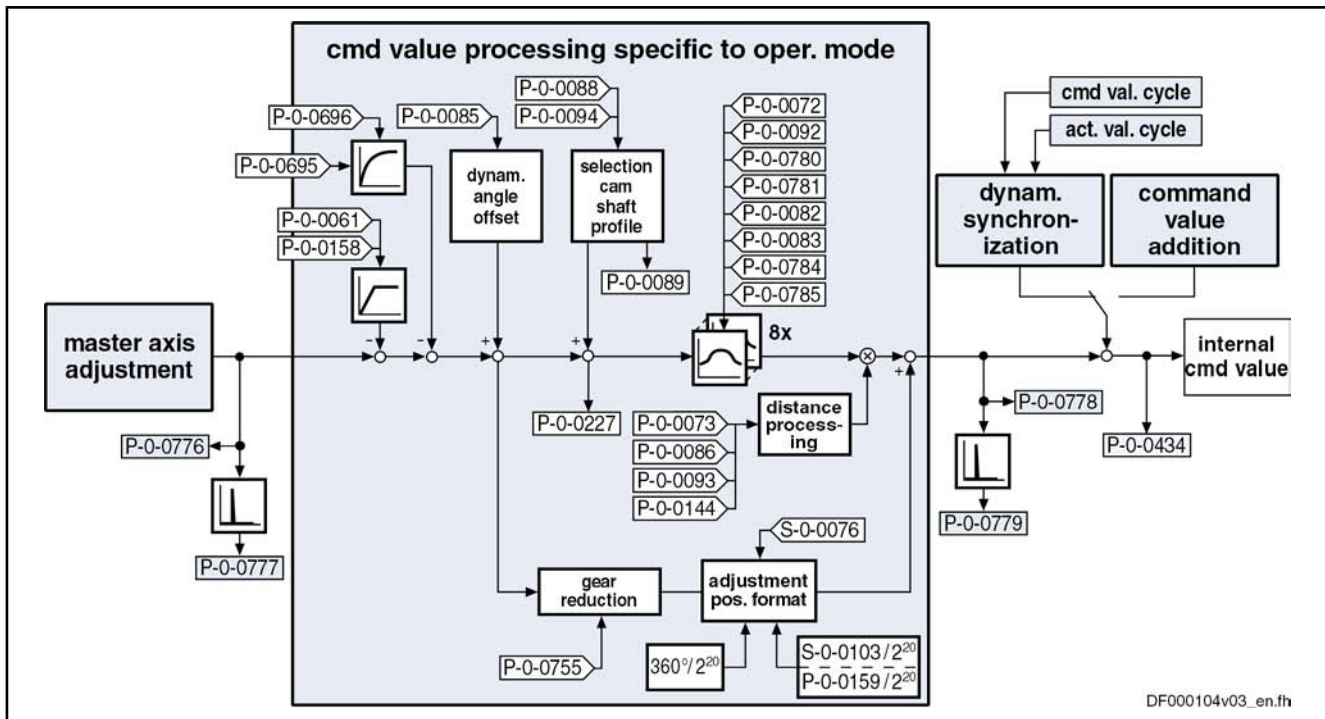 cmd value processing specific to oper. mode
P-0-0696
P-0-0695
P-0-0061
P-0-0158
P-0-0085
dynam.
angle
offset
P-0-0088
P-0-0094
selection
cam
shaft
profile
P-0-0089
P-0-0072
P-0-0092
P-0-0780
P-0-0781
P-0-0082
P-0-0083
P-0-0784
P-0-0785
8x
cmd val. cycle
act. val. cycle
dynam.
synchron-
ization
command
value
addition
master axis
adjustment
- - + + × +
internal
cmd value
P-0-0776
P-0-0777
P-0-0227
P-0-0073
P-0-0086
P-0-0093
P-0-0144
distance
process-
ing
P-0-0778
P-0-0779
P-0-0434
S-0-0076
gear
reduction
adjustment
pos. format
P-0-0755
360°/2²⁰
S-0-0103/2²⁰
P-0-0159/2²⁰
DF000104v03_en.fh